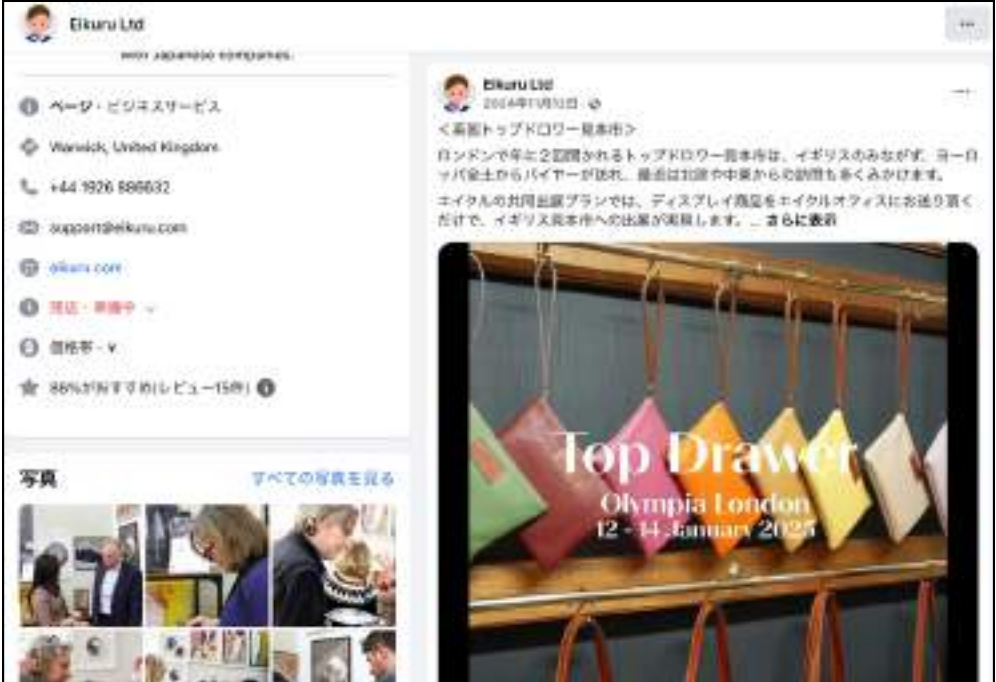 Eikuru Ltd
with Japanese companies.
ページ・ビジネスサービス
Warwick, United Kingdom
+44 1926 886632
support@eikuru.com
eikuru.com
閉店・準備中
価格帯・¥
86%がおすすめ(レビュー15件)
写真
すべての写真を見る
Eikuru Ltd
2024年11月12日
＜英国トップドロワー見本市＞
ロンドンで年に2回開かれるトップドロワー見本市は、イギリスのみならず、ヨーロ
ッパ全土からバイヤーが訪れ、最近は北欧や中東からの訪問も多くみかけます。
エイクルの共同出展プランでは、ディスプレイ商品をエイクルオフィスにお送り頂く
だけで、イギリス見本市への出展が実現します。… さらに表示
Top Drawer
Olympia London
12 - 14 January 2025